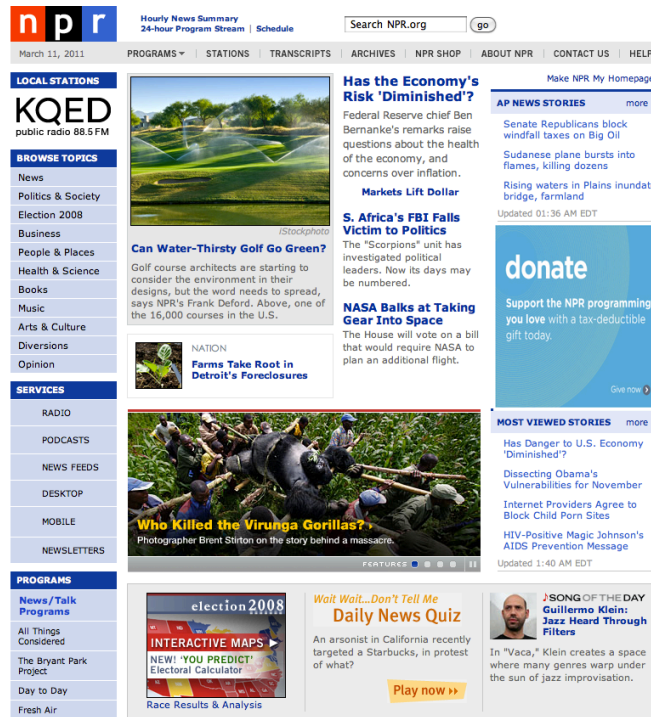 npr
Hourly News Summary
24-hour Program Stream | Schedule
Search NPR.org
go
March 11, 2011
PROGRAMS
STATIONS
TRANSCRIPTS
ARCHIVES
NPR SHOP
ABOUT NPR
CONTACT US
HELP
LOCAL STATIONS
KQED
public radio 88.5 FM
BROWSE TOPICS
News
Politics & Society
Election 2008
Business
People & Places
Health & Science
Books
Music
Arts & Culture
Diversions
Opinion
SERVICES
RADIO
PODCASTS
NEWS FEEDS
DESKTOP
MOBILE
NEWSLETTERS
PROGRAMS
News/Talk
Programs
All Things
Considered
The Bryant Park
Project
Day to Day
Fresh Air
iStockphoto
Can Water-Thirsty Golf Go Green?
Golf course architects are starting to
consider the environment in their
designs, but the word needs to spread,
says NPR's Frank Deford. Above, one of
the 16,000 courses in the U.S.
NATION
Farms Take Root in
Detroit's Foreclosures
Has the Economy's
Risk 'Diminished'?
Federal Reserve chief Ben
Bernanke's remarks raise
questions about the health
of the economy, and
concerns over inflation.
Markets Lift Dollar
S. Africa's FBI Falls
Victim to Politics
The "Scorpions" unit has
investigated political
leaders. Now its days may
be numbered.
NASA Balks at Taking
Gear Into Space
The House will vote on a bill
that would require NASA to
plan an additional flight.
Who Killed the Virunga Gorillas? ›
Photographer Brent Stirton on the story behind a massacre.
FEATURES
Make NPR My Homepage
AP NEWS STORIES more
Senate Republicans block
windfall taxes on Big Oil
Sudanese plane bursts into
flames, killing dozens
Rising waters in Plains inundat
bridge, farmland
Updated 01:36 AM EDT
donate
Support the NPR programming
you love with a tax-deductible
gift today.
Give now
MOST VIEWED STORIES more
Has Danger to U.S. Economy
'Diminished'?
Dissecting Obama's
Vulnerabilities for November
Internet Providers Agree to
Block Child Porn Sites
HIV-Positive Magic Johnson's
AIDS Prevention Message
Updated 1:40 AM EDT
election 2008
INTERACTIVE MAPS
NEW! 'YOU PREDICT'
Electoral Calculator
Race Results & Analysis
Wait Wait...Don't Tell Me
Daily News Quiz
An arsonist in California recently
targeted a Starbucks, in protest
of what?
Play now
SONG OF THE DAY
Guillermo Klein:
Jazz Heard Through
Filters
In "Vaca," Klein creates a space
where many genres warp under
the sun of jazz improvisation.